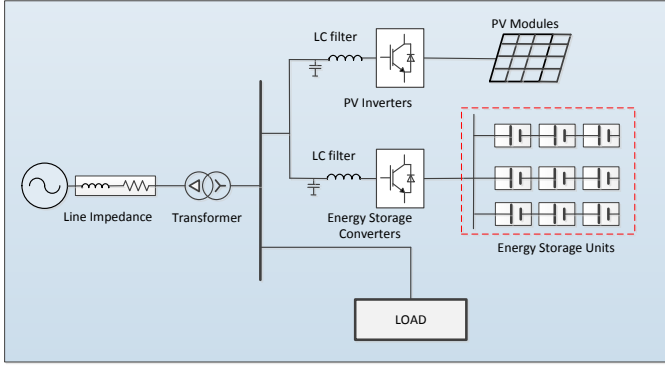 PV Modules
LC filter
PV Inverters
LC filter
Line Impedance
Transformer
Energy Storage
Converters
Energy Storage Units
LOAD